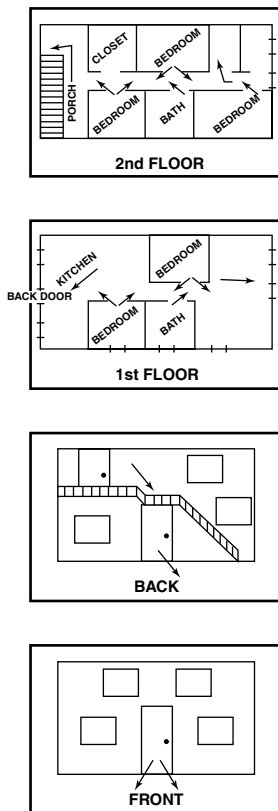 CLOSET
BEDROOM
PORCH
BEDROOM
BATH
BEDROOM
2nd FLOOR
KITCHEN
BEDROOM
BACK DOOR
BEDROOM
BATH
1st FLOOR
BACK
FRONT